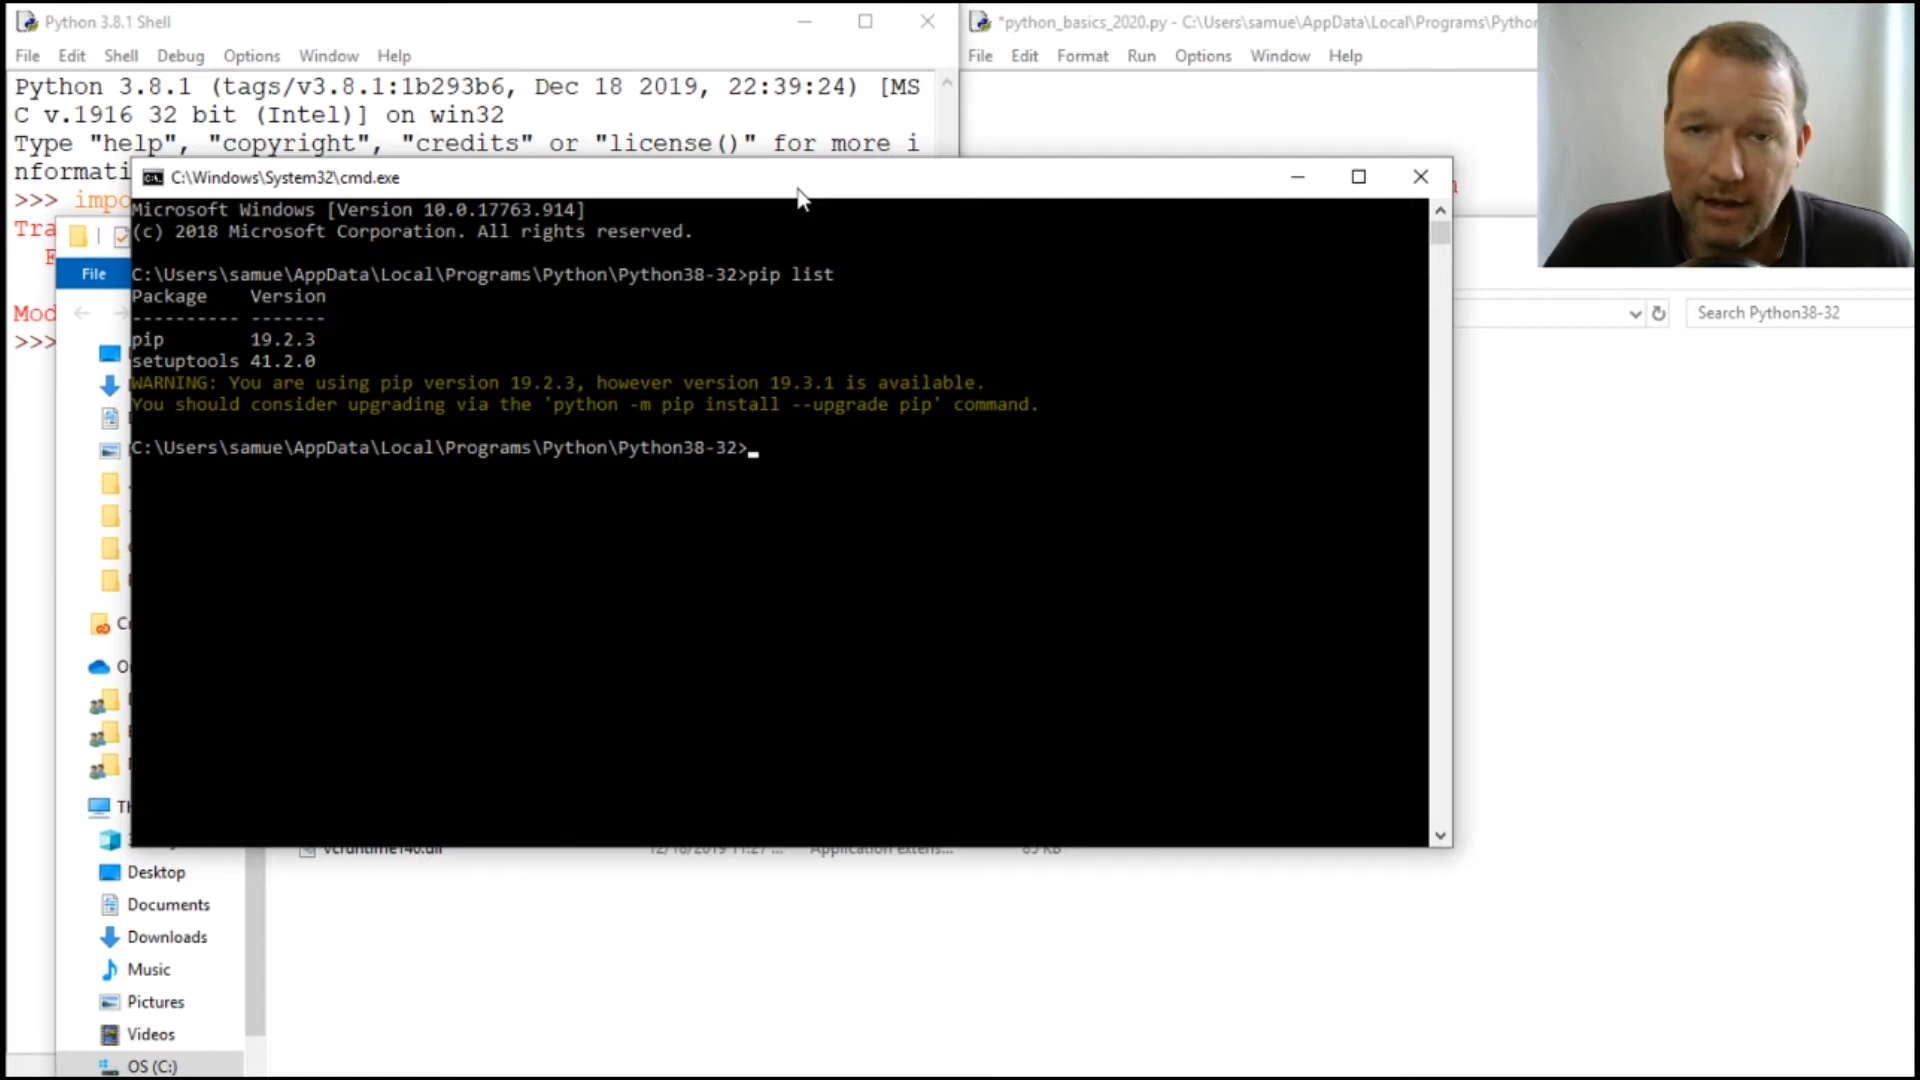 Python 3.8.1 Shell
File Edit Shell Debug Options Window Help
Python 3.8.1 (tags/v3.8.1:1b293b6, Dec 18 2019, 22:39:24) [MS
C v.1916 32 bit (Intel)] on win32
Type "help", "copyright", "credits" or "license()" for more i
nformati
>>> impo
Tra
Mod
>>>
*python_basics_2020.py - C:\Users\samue\AppData\Local\Programs\Python
File Edit Format Run Options Window Help
C:\Windows\System32\cmd.exe
Microsoft Windows [Version 10.0.17763.914]
(c) 2018 Microsoft Corporation. All rights reserved.
C:\Users\samue\AppData\Local\Programs\Python\Python38-32>pip list
Package Version
---------- -------
pip 19.2.3
setuptools 41.2.0
WARNING: You are using pip version 19.2.3, however version 19.3.1 is available.
You should consider upgrading via the 'python -m pip install --upgrade pip' command.
C:\Users\samue\AppData\Local\Programs\Python\Python38-32>
File
Search Python38-32
Desktop
Documents
Downloads
Music
Pictures
Videos
OS (C:)